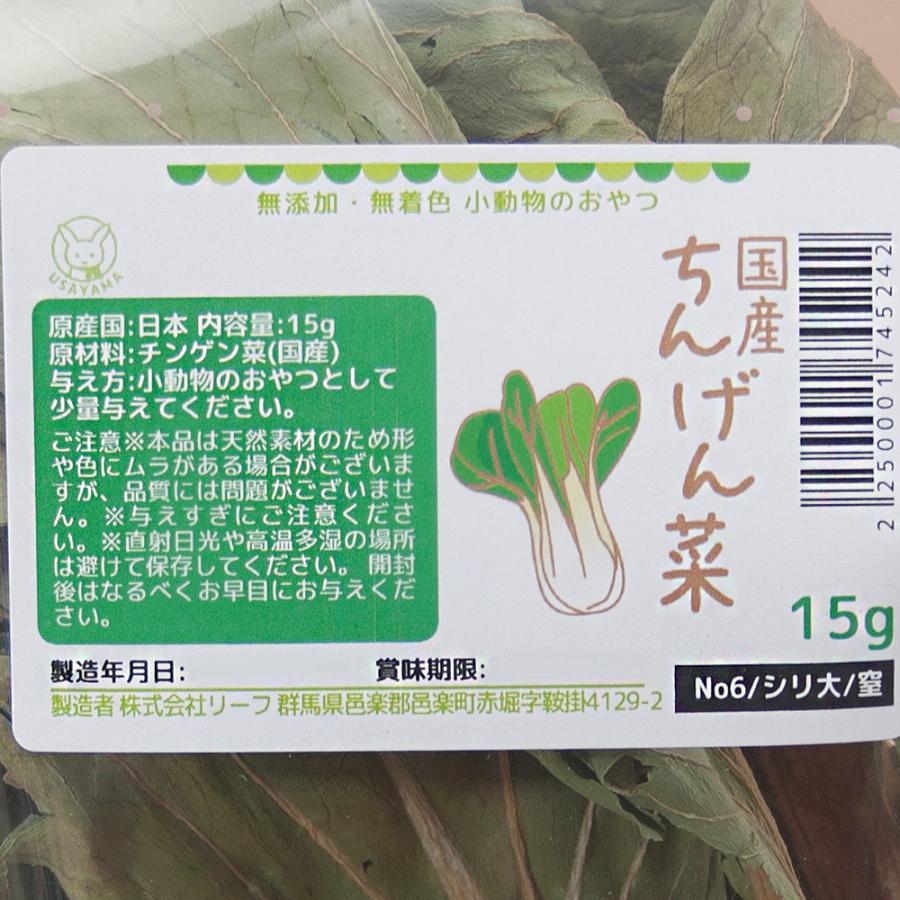 無添加・無着色 小動物のおやつ
USAYAMA
国産
ちんげん菜
原産国:日本 内容量:15g
原材料:チンゲン菜(国産)
与え方:小動物のおやつとして
少量与えてください。
ご注意※本品は天然素材のため形
や色にムラがある場合がございま
すが、品質には問題がございませ
ん。※与えすぎにご注意くださ
い。※直射日光や高温多湿の場所
は避けて保存してください。 開封
後はなるべくお早目にお与えくだ
さい。
2250001745242
15g
製造年月日:
賞味期限:
No6/シリ大/窒
製造者 株式会社リーフ 群馬県邑楽郡邑楽町赤堀字鞍掛4129-2